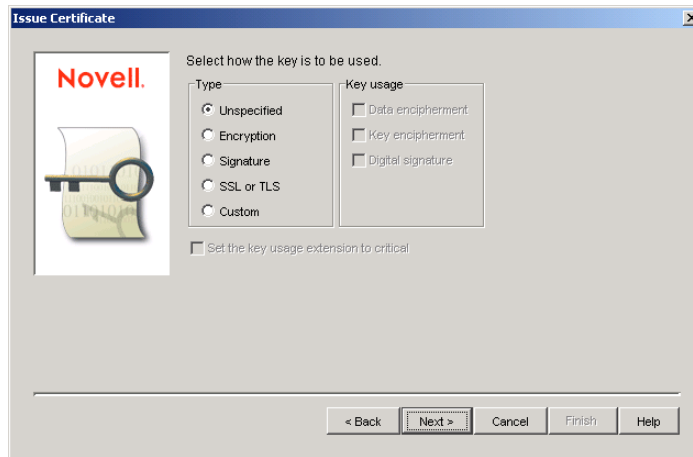 Issue Certificate
Novell.
Select how the key is to be used.
Type
Unspecified
Encryption
Signature
SSL or TLS
Custom
Key usage
Data encipherment
Key encipherment
Digital signature
Set the key usage extension to critical
< Back
Next >
Cancel
Finish
Help